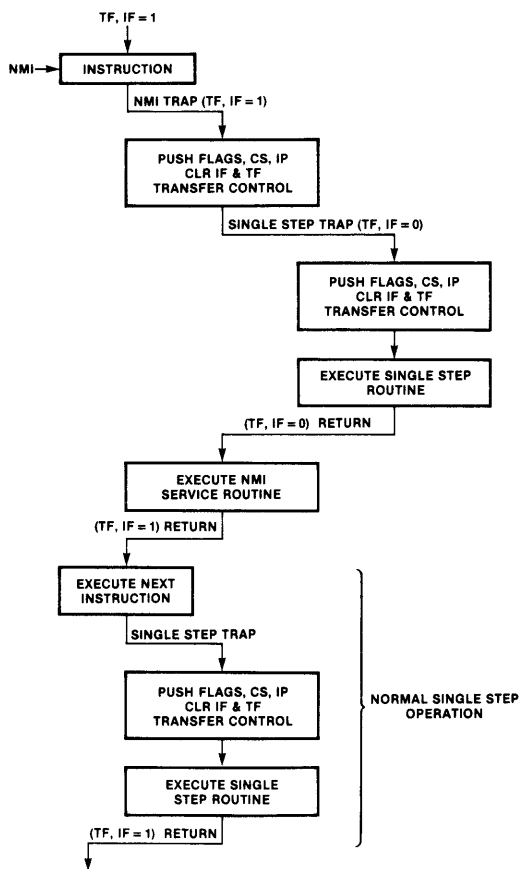 TF, IF = 1
NMI
INSTRUCTION
NMI TRAP (TF, IF = 1)
PUSH FLAGS, CS, IP
CLR IF & TF
TRANSFER CONTROL
SINGLE STEP TRAP (TF, IF = 0)
PUSH FLAGS, CS, IP
CLR IF & TF
TRANSFER CONTROL
EXECUTE SINGLE STEP
ROUTINE
(TF, IF = 0) RETURN
EXECUTE NMI
SERVICE ROUTINE
(TF, IF = 1) RETURN
EXECUTE NEXT
INSTRUCTION
SINGLE STEP TRAP
PUSH FLAGS, CS, IP
CLR IF & TF
TRANSFER CONTROL
NORMAL SINGLE STEP
OPERATION
EXECUTE SINGLE
STEP ROUTINE
(TF, IF = 1) RETURN